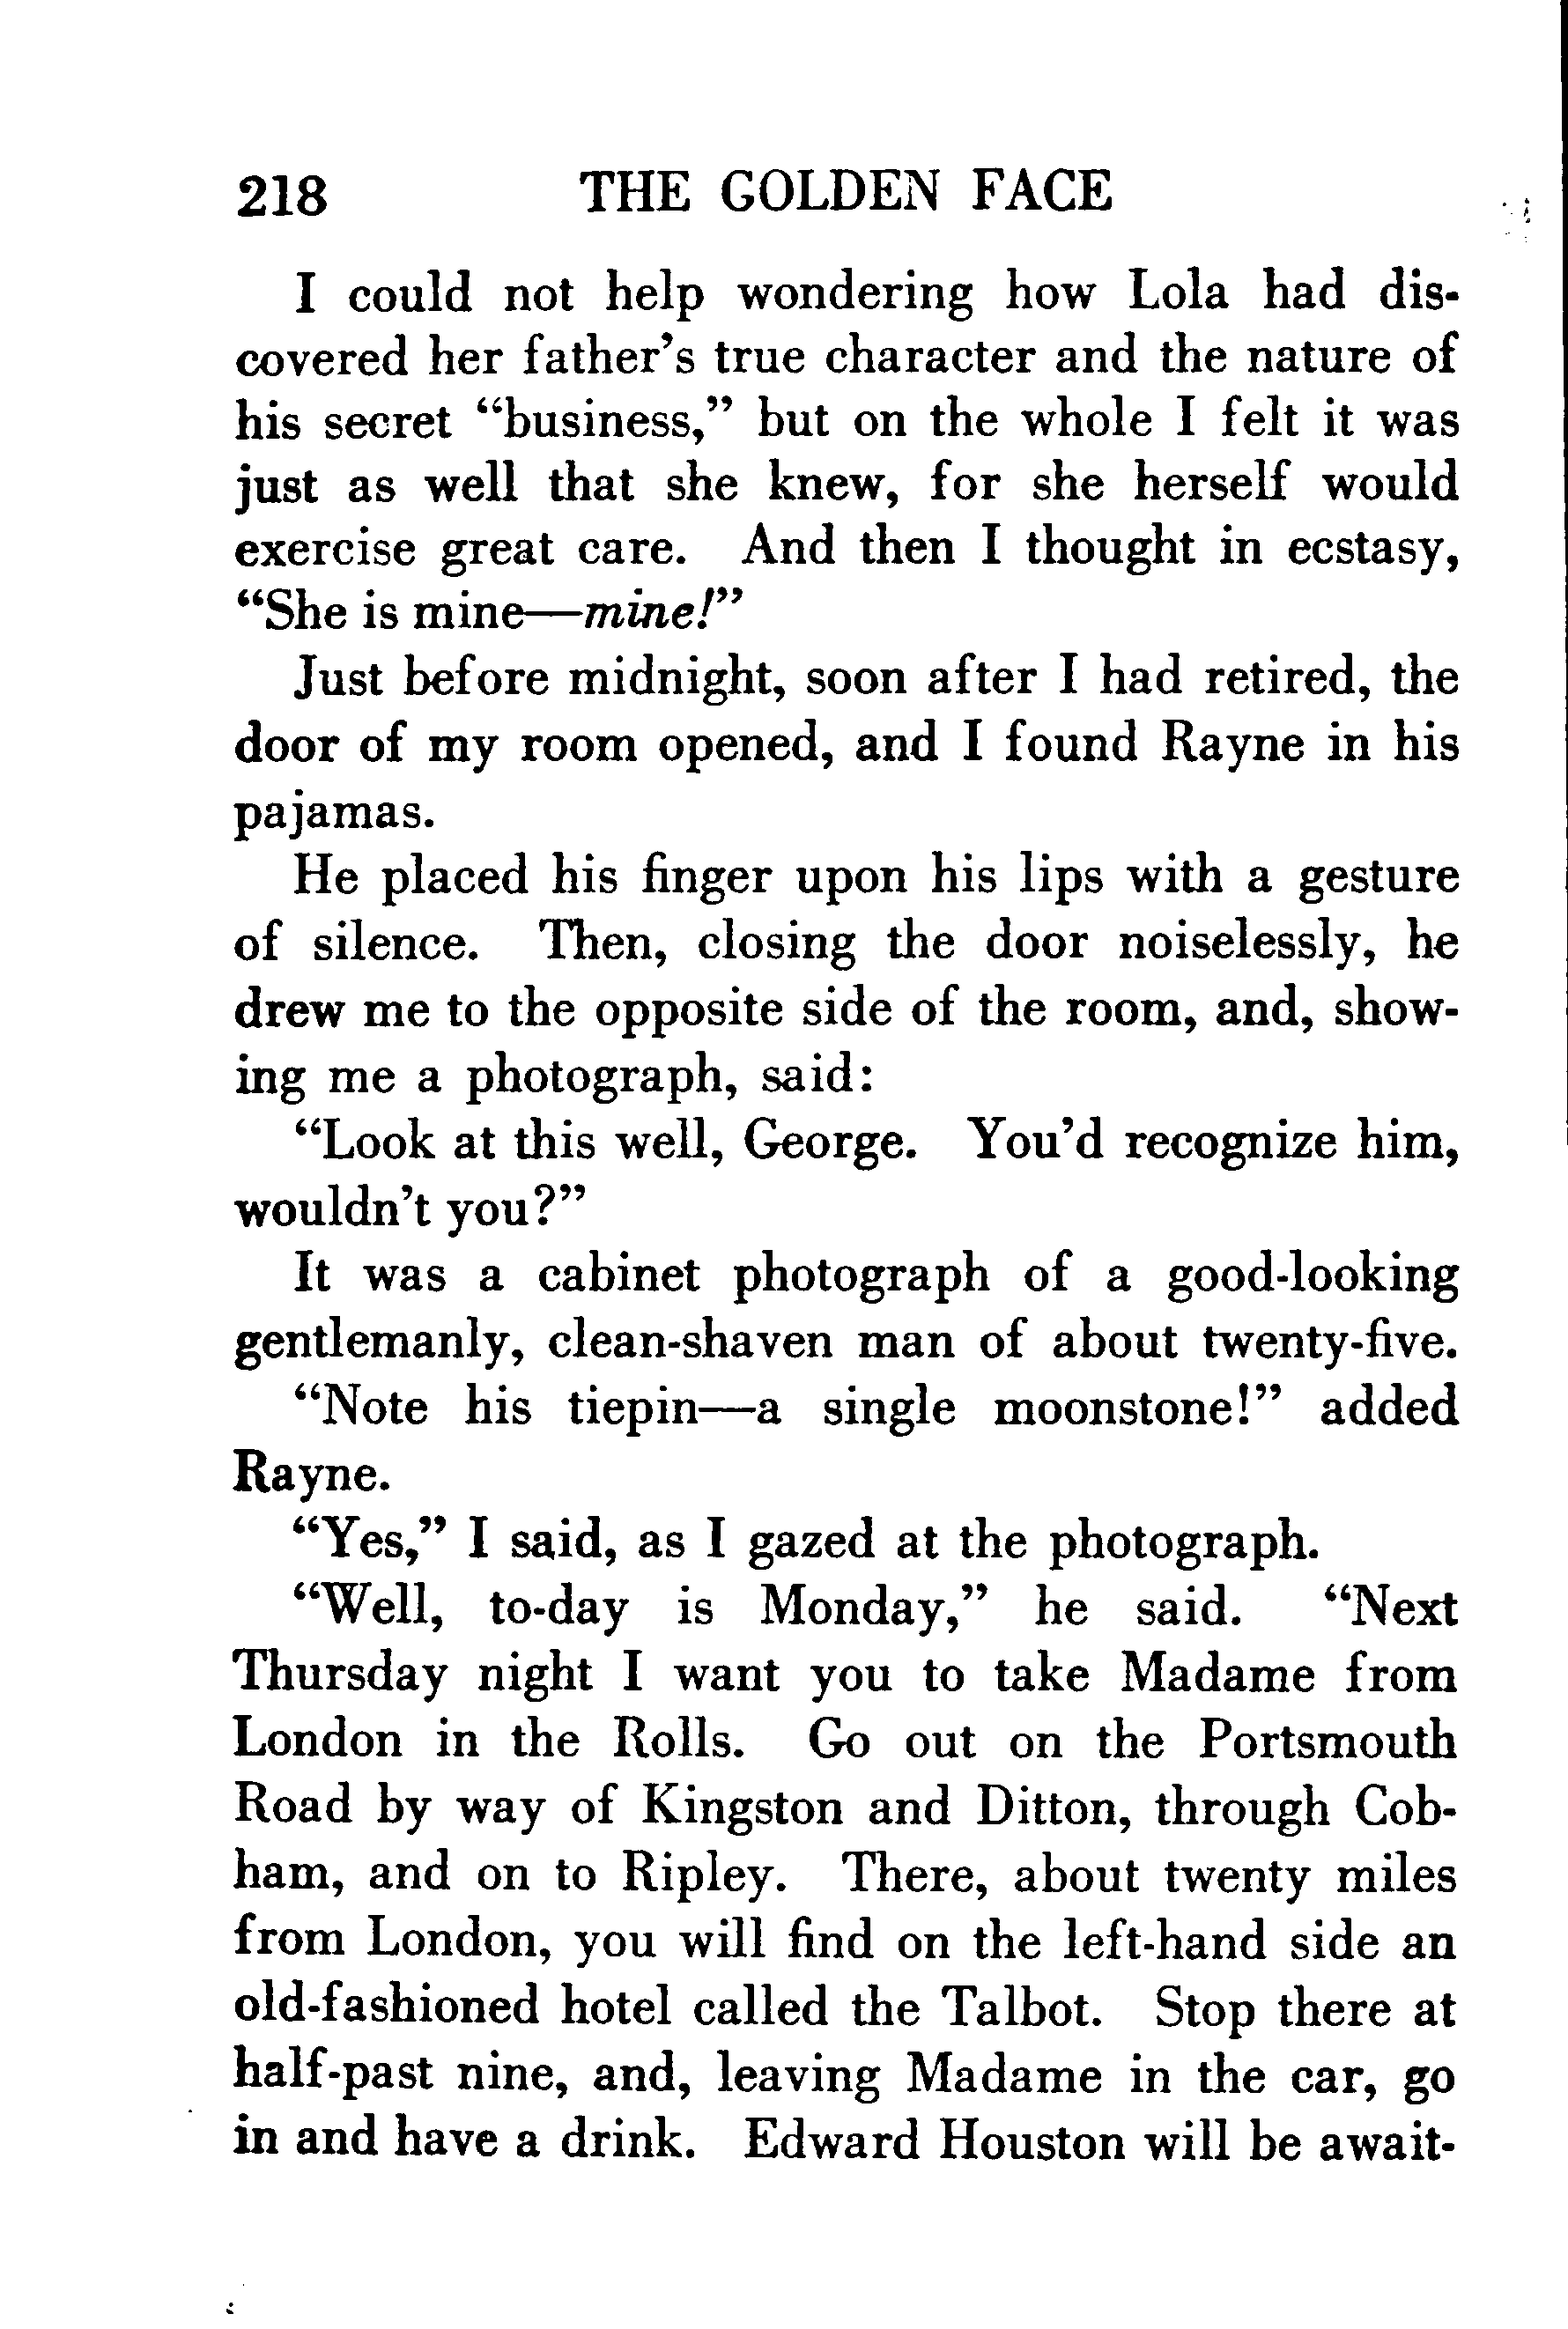 218 THE GOLDEN FACE
I could not help wondering how Lola had dis-
covered her father's true character and the nature of
his secret “business,” but on the whole I felt it was
just as well that she knew, for she herself would
exercise great care. And then I thought in ecstasy,
“She is mine—mine!”
Just before midnight, soon after I had retired, the
door of my room opened, and I found Rayne in his
pajamas.
He placed his finger upon his lips with a gesture
of silence. Then, closing the door noiselessly, he
drew me to the opposite side of the room, and, show-
ing me a photograph, said:
“Look at this well, George. You'd recognize him,
wouldn't you?”
It was a cabinet photograph of a good-looking
gentlemanly, clean-shaven man of about twenty-five.
“Note his tiepin—a single moonstone!” added
Rayne.
“Yes,” I said, as I gazed at the photograph.
“Well, to-day is Monday,” he said. “Next
Thursday night I want you to take Madame from
London in the Rolls. Go out on the Portsmouth
Road by way of Kingston and Ditton, through Cob-
ham, and on to Ripley. There, about twenty miles
from London, you will find on the left-hand side an
old-fashioned hotel called the Talbot. Stop there at
half-past nine, and, leaving Madame in the car, go
in and have a drink. Edward Houston will be await-